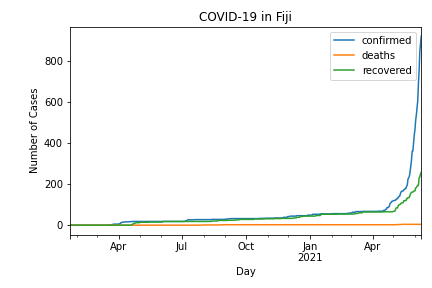 COVID-19 in Fiji
confirmed
deaths
recovered
Number of Cases
800
600
400
200
0
Apr
Jul
Oct
Jan
2021
Apr
Day